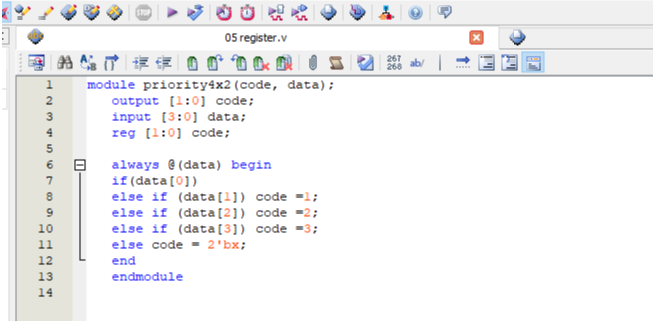 05 register.v
267
268
ab/
1 module priority4x2(code, data);
2 output [1:0] code;
3 input [3:0] data;
4 reg [1:0] code;
5
6 always @(data) begin
7 if(data[0])
8 else if (data[1]) code =1;
9 else if (data[2]) code =2;
10 else if (data[3]) code =3;
11 else code = 2'bx;
12 end
13 endmodule
14